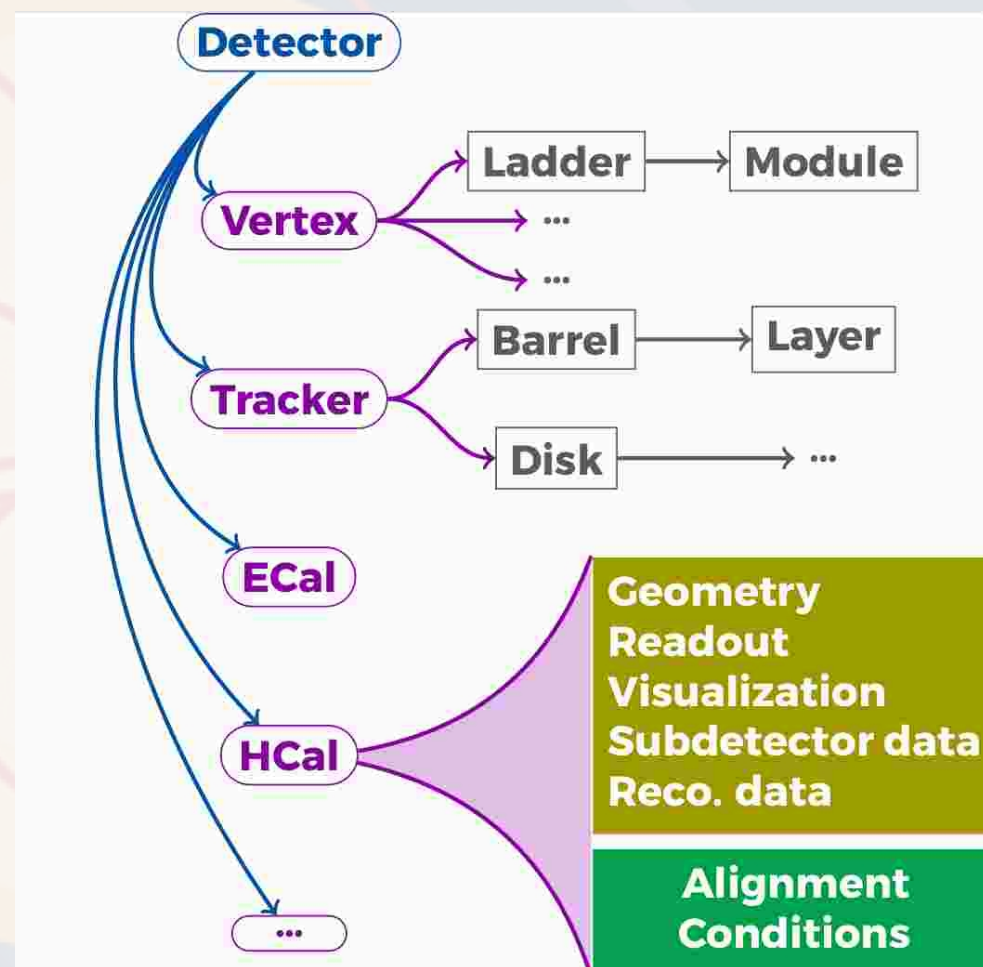 Detector
Ladder
Module
Vertex
...
...
Barrel
Layer
Tracker
Disk
...
ECal
Geometry
Readout
Visualization
Subdetector data
HCal
Reco. data
Alignment
Conditions
...